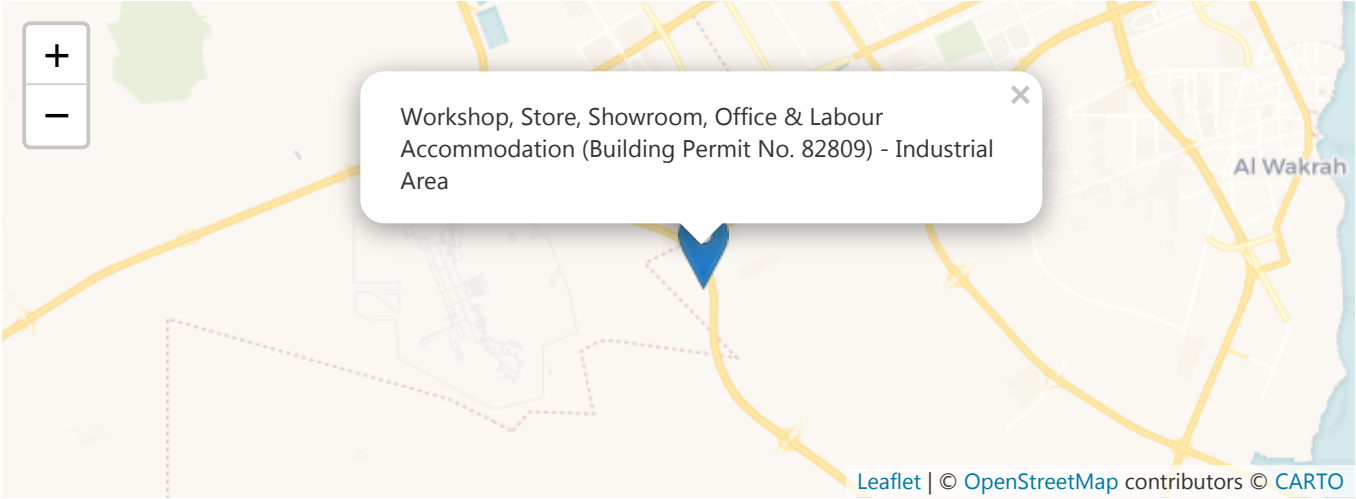 +
−
×
Workshop, Store, Showroom, Office & Labour
Accommodation (Building Permit No. 82809) - Industrial
Area
Al Wakrah
Leaflet | © OpenStreetMap contributors © CARTO